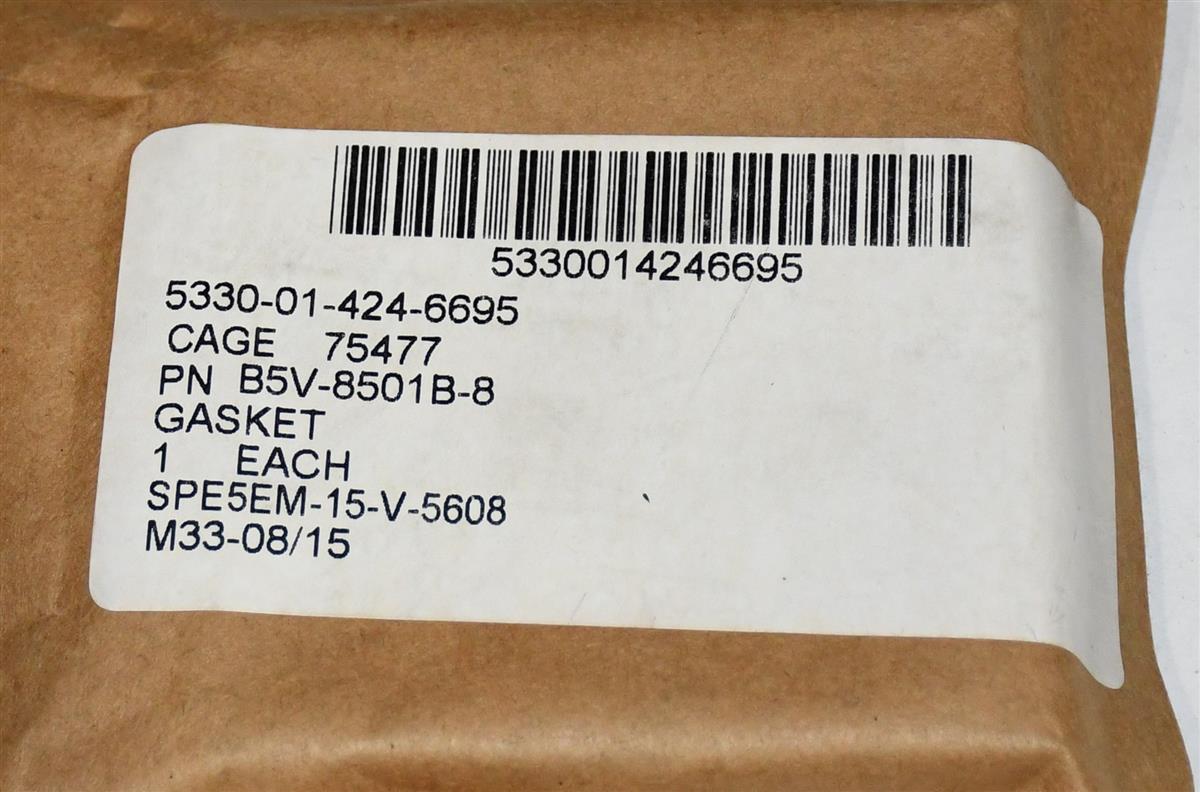 5330014246695
5330-01-424-6695
CAGE 75477
PN B5V-8501B-8
GASKET
1 EACH
SPE5EM-15-V-5608
M33-08/15